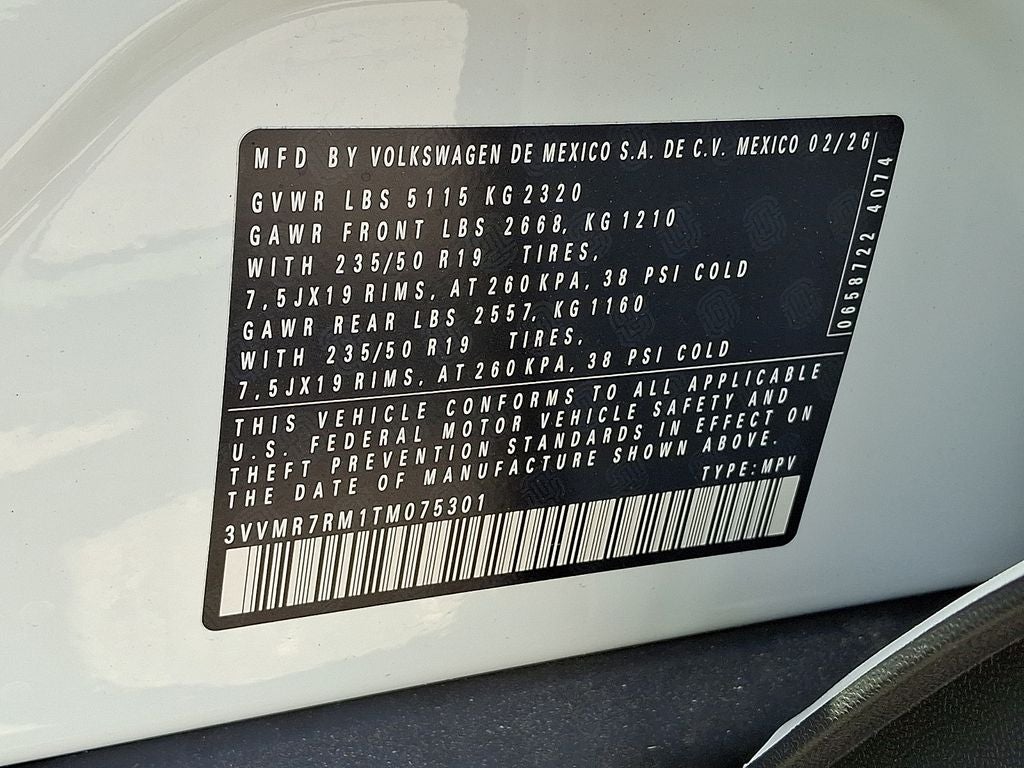 MFD BY VOLKSWAGEN DE MEXICO S.A. DE C.V. MEXICO 02/26
GVWR LBS 5115 KG 2320
GAWR FRONT LBS 2668, KG 1210
WITH 235/50 R19 TIRES,
7,5JX19 RIMS, AT 260 KPA, 38 PSI COLD
GAWR REAR LBS 2557, KG 1160
WITH 235/50 R19 TIRES,
7,5JX19 RIMS, AT 260 KPA, 38 PSI COLD
THIS VEHICLE CONFORMS TO ALL APPLICABLE
U.S. FEDERAL MOTOR VEHICLE SAFETY AND
THEFT PREVENTION STANDARDS IN EFFECT ON
THE DATE OF MANUFACTURE SHOWN ABOVE.
TYPE: MPV
3VVMR7RM1TM075301
0658722 4074